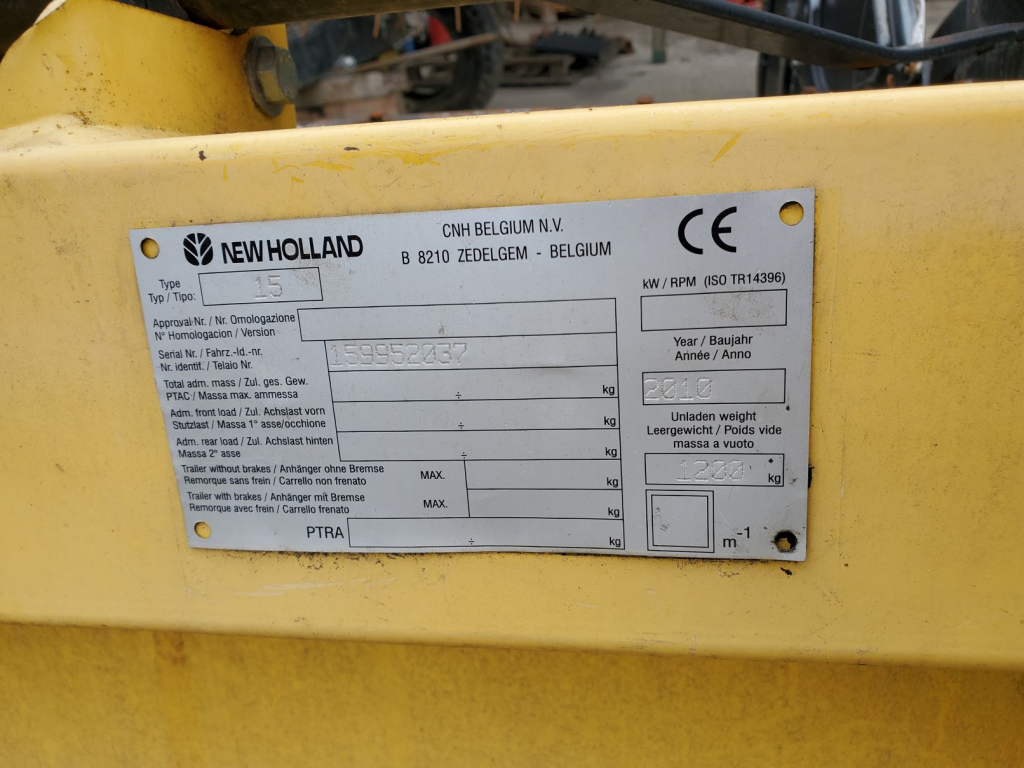 NEW HOLLAND
CNH BELGIUM N.V.
B 8210 ZEDELGEM - BELGIUM
CE
Type
Typ / Tipo:
15
Approval-Nr. / Nr. Omologazione
N° Homologacion / Version
Serial Nr. / Fahrz.-Id.-nr.
Nr. identif. / Telaio Nr.
159952037
Total adm. mass / Zul. ges. Gew.
PTAC / Massa max. ammessa
÷ kg
Adm. front load / Zul. Achslast vorn
Stutzlast / Massa 1° asse/occhione
÷ kg
Adm. rear load / Zul. Achslast hinten
Massa 2° asse
÷ kg
Trailer without brakes / Anhänger ohne Bremse
Remorque sans frein / Carrello non frenato
MAX. kg
Trailer with brakes / Anhänger mit Bremse
Remorque avec frein / Carrello frenato
MAX. kg
PTRA ÷ kg
kW / RPM (ISO TR14396)
Year / Baujahr
Année / Anno
2010
Unladen weight
Leergewicht / Poids vide
massa a vuoto
1200 kg
m-1